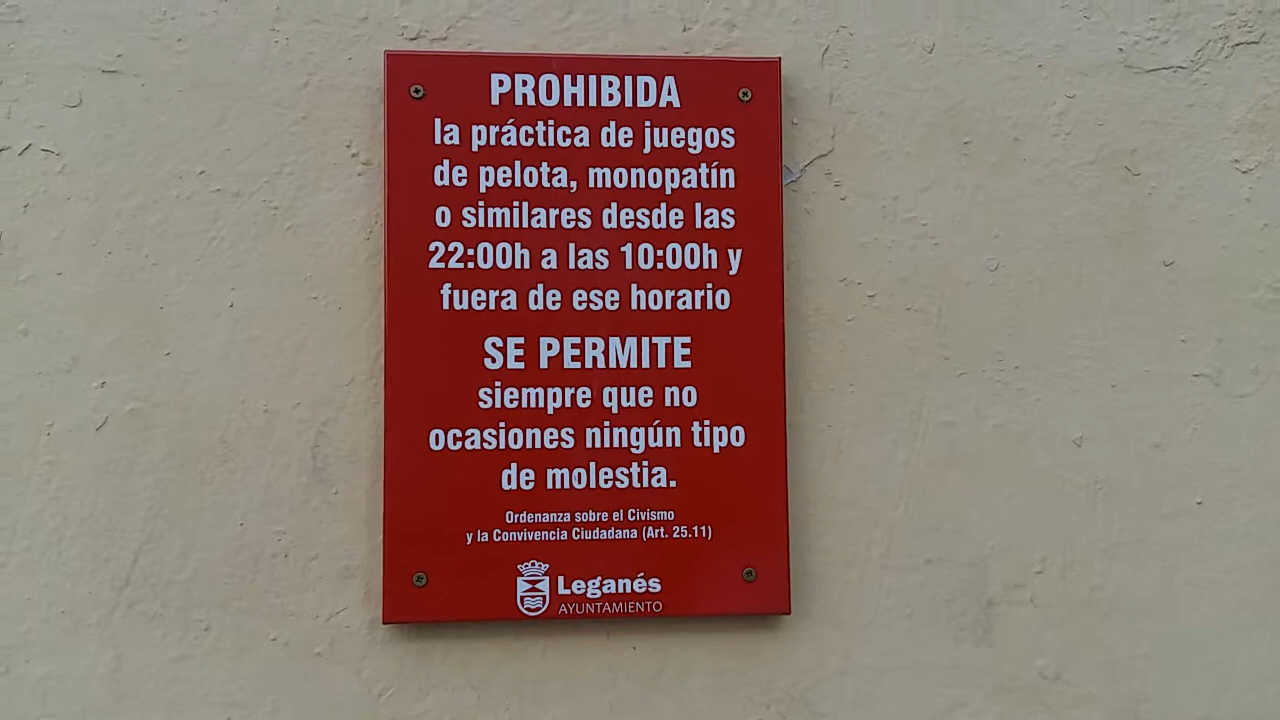 PROHIBIDA
la práctica de juegos
de pelota, monopatín
o similares desde las
22:00h a las 10:00h y
fuera de ese horario
SE PERMITE
siempre que no
ocasiones ningún tipo
de molestia.
Ordenanza sobre el Civismo
y la Convivencia Ciudadana (Art. 25.11)
Leganés
AYUNTAMIENTO